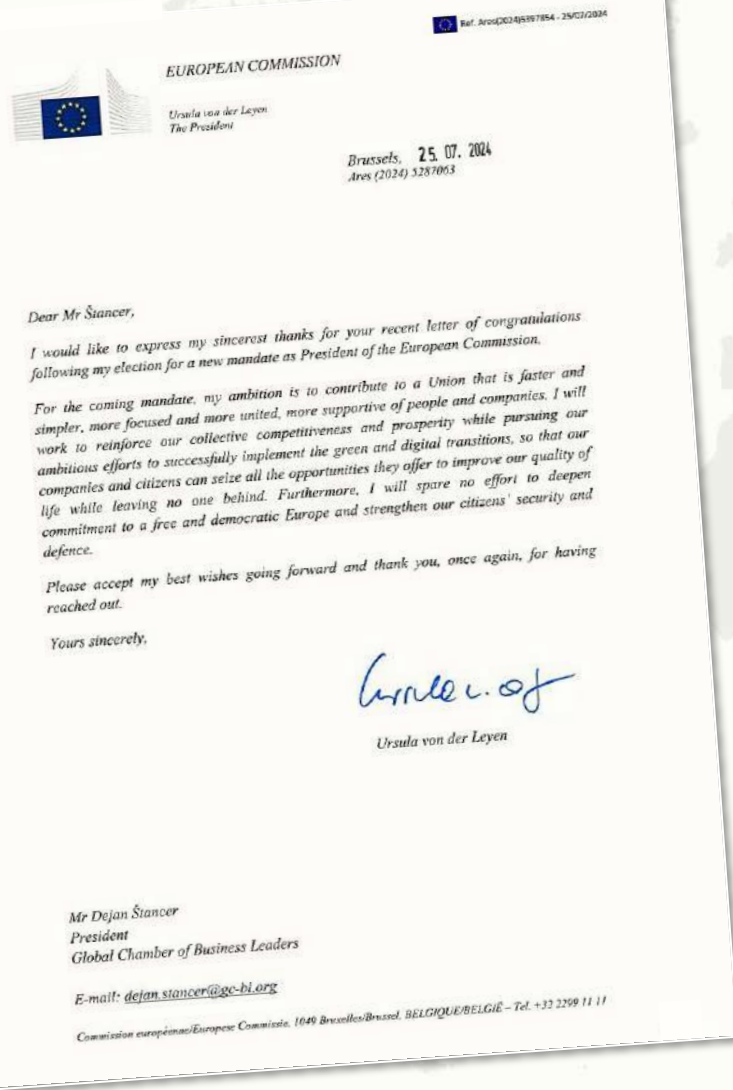 Ref. Ares(2024)5397854 - 25/07/2024
EUROPEAN COMMISSION
Ursula von der Leyen
The President
Brussels, 25. 07. 2024
Ares (2024) 5287063
Dear Mr Štancer,
I would like to express my sincerest thanks for your recent letter of congratulations
following my election for a new mandate as President of the European Commission.
For the coming mandate, my ambition is to contribute to a Union that is faster and
simpler, more focused and more united, more supportive of people and companies. I will
work to reinforce our collective competitiveness and prosperity while pursuing our
ambitious efforts to successfully implement the green and digital transitions, so that our
companies and citizens can seize all the opportunities they offer to improve our quality of
life while leaving no one behind. Furthermore, I will spare no effort to deepen
commitment to a free and democratic Europe and strengthen our citizens' security and
defence.
Please accept my best wishes going forward and thank you, once again, for having
reached out.
Yours sincerely,
Ursula von der Leyen
Mr Dejan Štancer
President
Global Chamber of Business Leaders
E-mail: dejan.stancer@gc-bl.org
Commission européenne/Europese Commissie, 1049 Bruxelles/Brussel, BELGIQUE/BELGIË – Tel. +32 2299 11 11